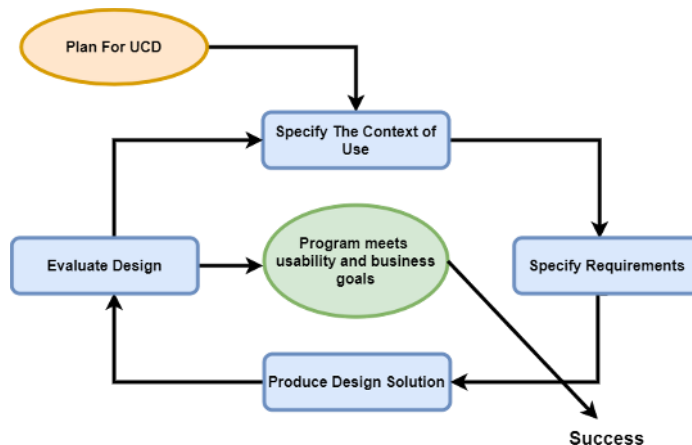 Plan For UCD
Specify The Context of
Use
Evaluate Design
Program meets
usability and business
goals
Specify Requirements
Produce Design Solution
Success